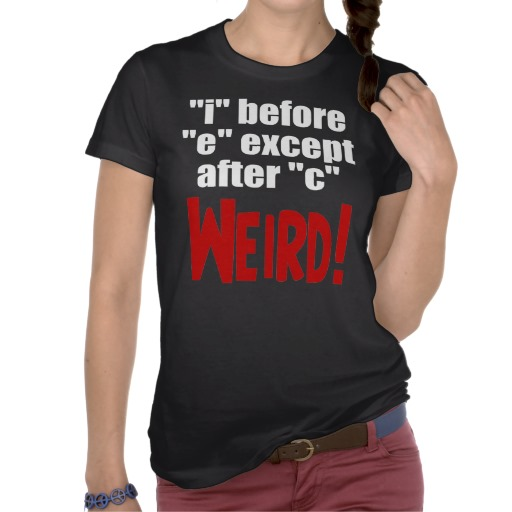 "i" before
"e" except
after "c"
WEIRD!